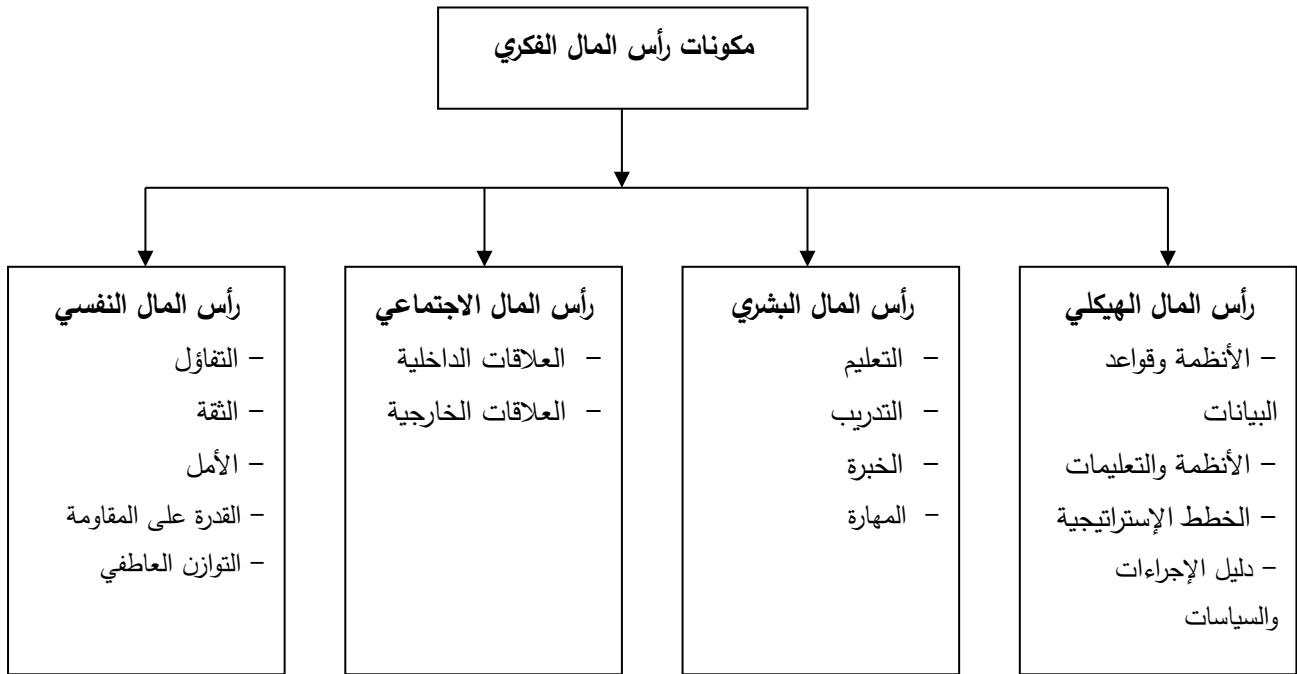 مكونات رأس المال الفكري
رأس المال الهيكلي
- الأنظمة وقواعد
البيانات
- الأنظمة والتعليمات
- الخطط الإستراتيجية
- دليل الإجراءات
والسياسات
رأس المال البشري
- التعليم
- التدريب
- الخبرة
- المهارة
رأس المال الاجتماعي
- العلاقات الداخلية
- العلاقات الخارجية
رأس المال النفسي
- التفاؤل
- الثقة
- الأمل
- القدرة على المقاومة
- التوازن العاطفي